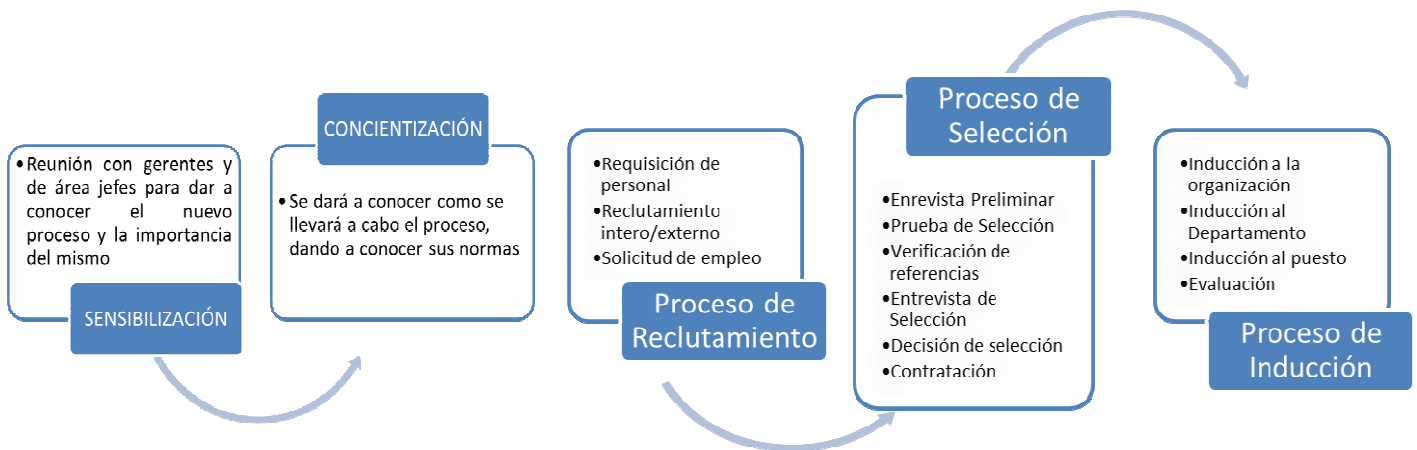 • Reunión con gerentes y
de área jefes para dar a
conocer el nuevo
proceso y la importancia
del mismo
SENSIBILIZACIÓN
CONCIENTIZACIÓN
• Se dará a conocer como se
llevará a cabo el proceso,
dando a conocer sus normas
•Requisición de
personal
•Reclutamiento
intero/externo
•Solicitud de empleo
Proceso de
Reclutamiento
Proceso de
Selección
•Enrevista Preliminar
•Prueba de Selección
•Verificación de
referencias
•Entrevista de
Selección
•Decisión de selección
•Contratación
•Inducción a la
organización
•Inducción al
Departamento
•Inducción al puesto
•Evaluación
Proceso de
Inducción